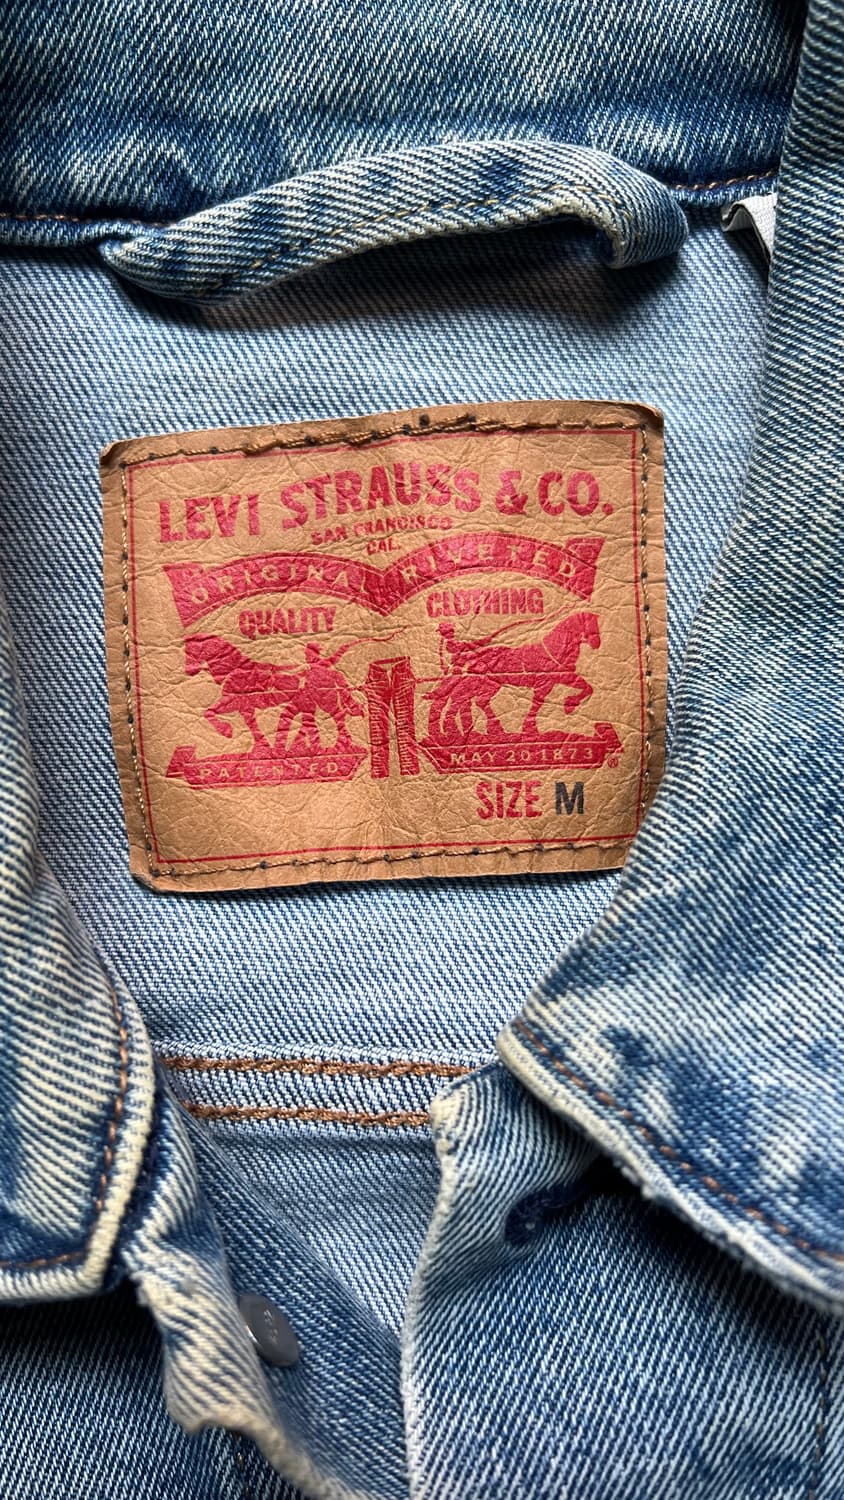 LEVI STRAUSS & CO.
SAN FRANCISCO
CAL.
ORIGINAL RIVETED
QUALITY CLOTHING
PATENTED MAY 20 1873 ®
SIZE M